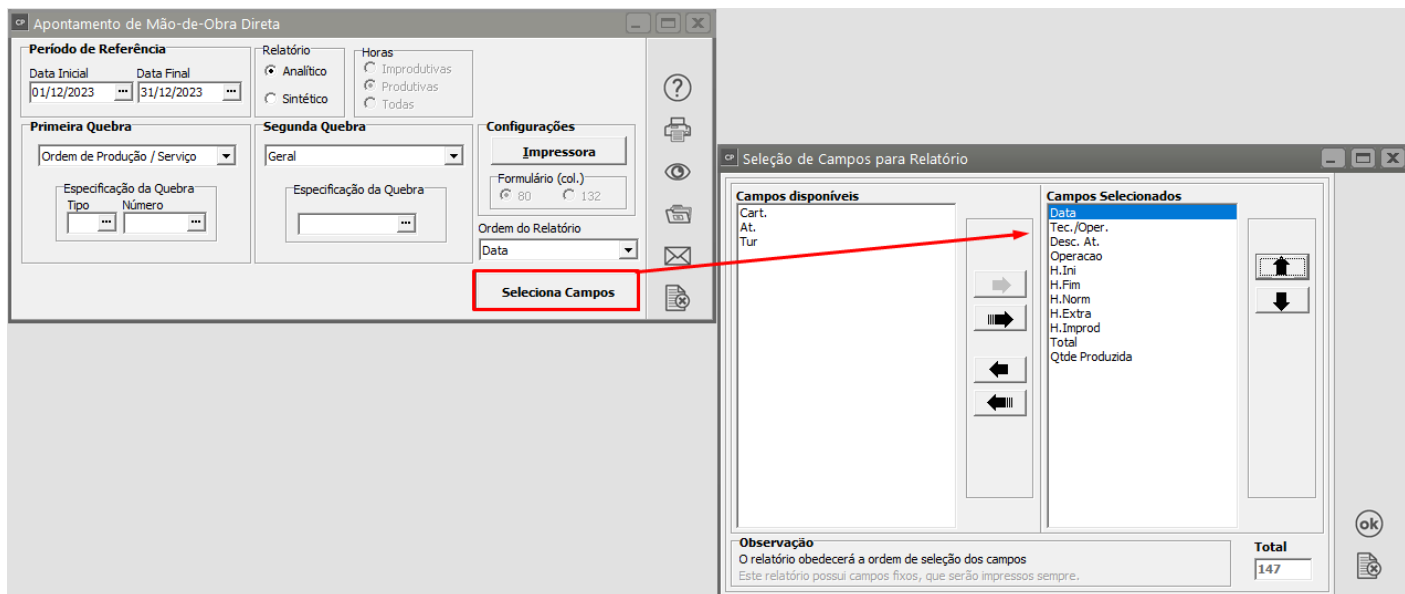 CP Apontamento de Mão-de-Obra Direta
Período de Referência
Data Inicial Data Final
01/12/2023 ... 31/12/2023 ...
Relatório
Analítico
Sintético
Horas
Improdutivas
Produtivas
Todas
Primeira Quebra
Ordem de Produção / Serviço
Especificação da Quebra
Tipo Número
... ...
Segunda Quebra
Geral
Especificação da Quebra
...
Configurações
Impressora
Formulário (col.)
80 132
Ordem do Relatório
Data
Seleciona Campos
?
CP Seleção de Campos para Relatório
Campos disponíveis
Cart.
At.
Tur
Campos Selecionados
Data
Tec./Oper.
Desc. At.
Operacao
H.Ini
H.Fim
H.Norm
H.Extra
H.Improd
Total
Qtde Produzida
Observação
O relatório obedecerá a ordem de seleção dos campos
Este relatório possui campos fixos, que serão impressos sempre.
Total
147
ok